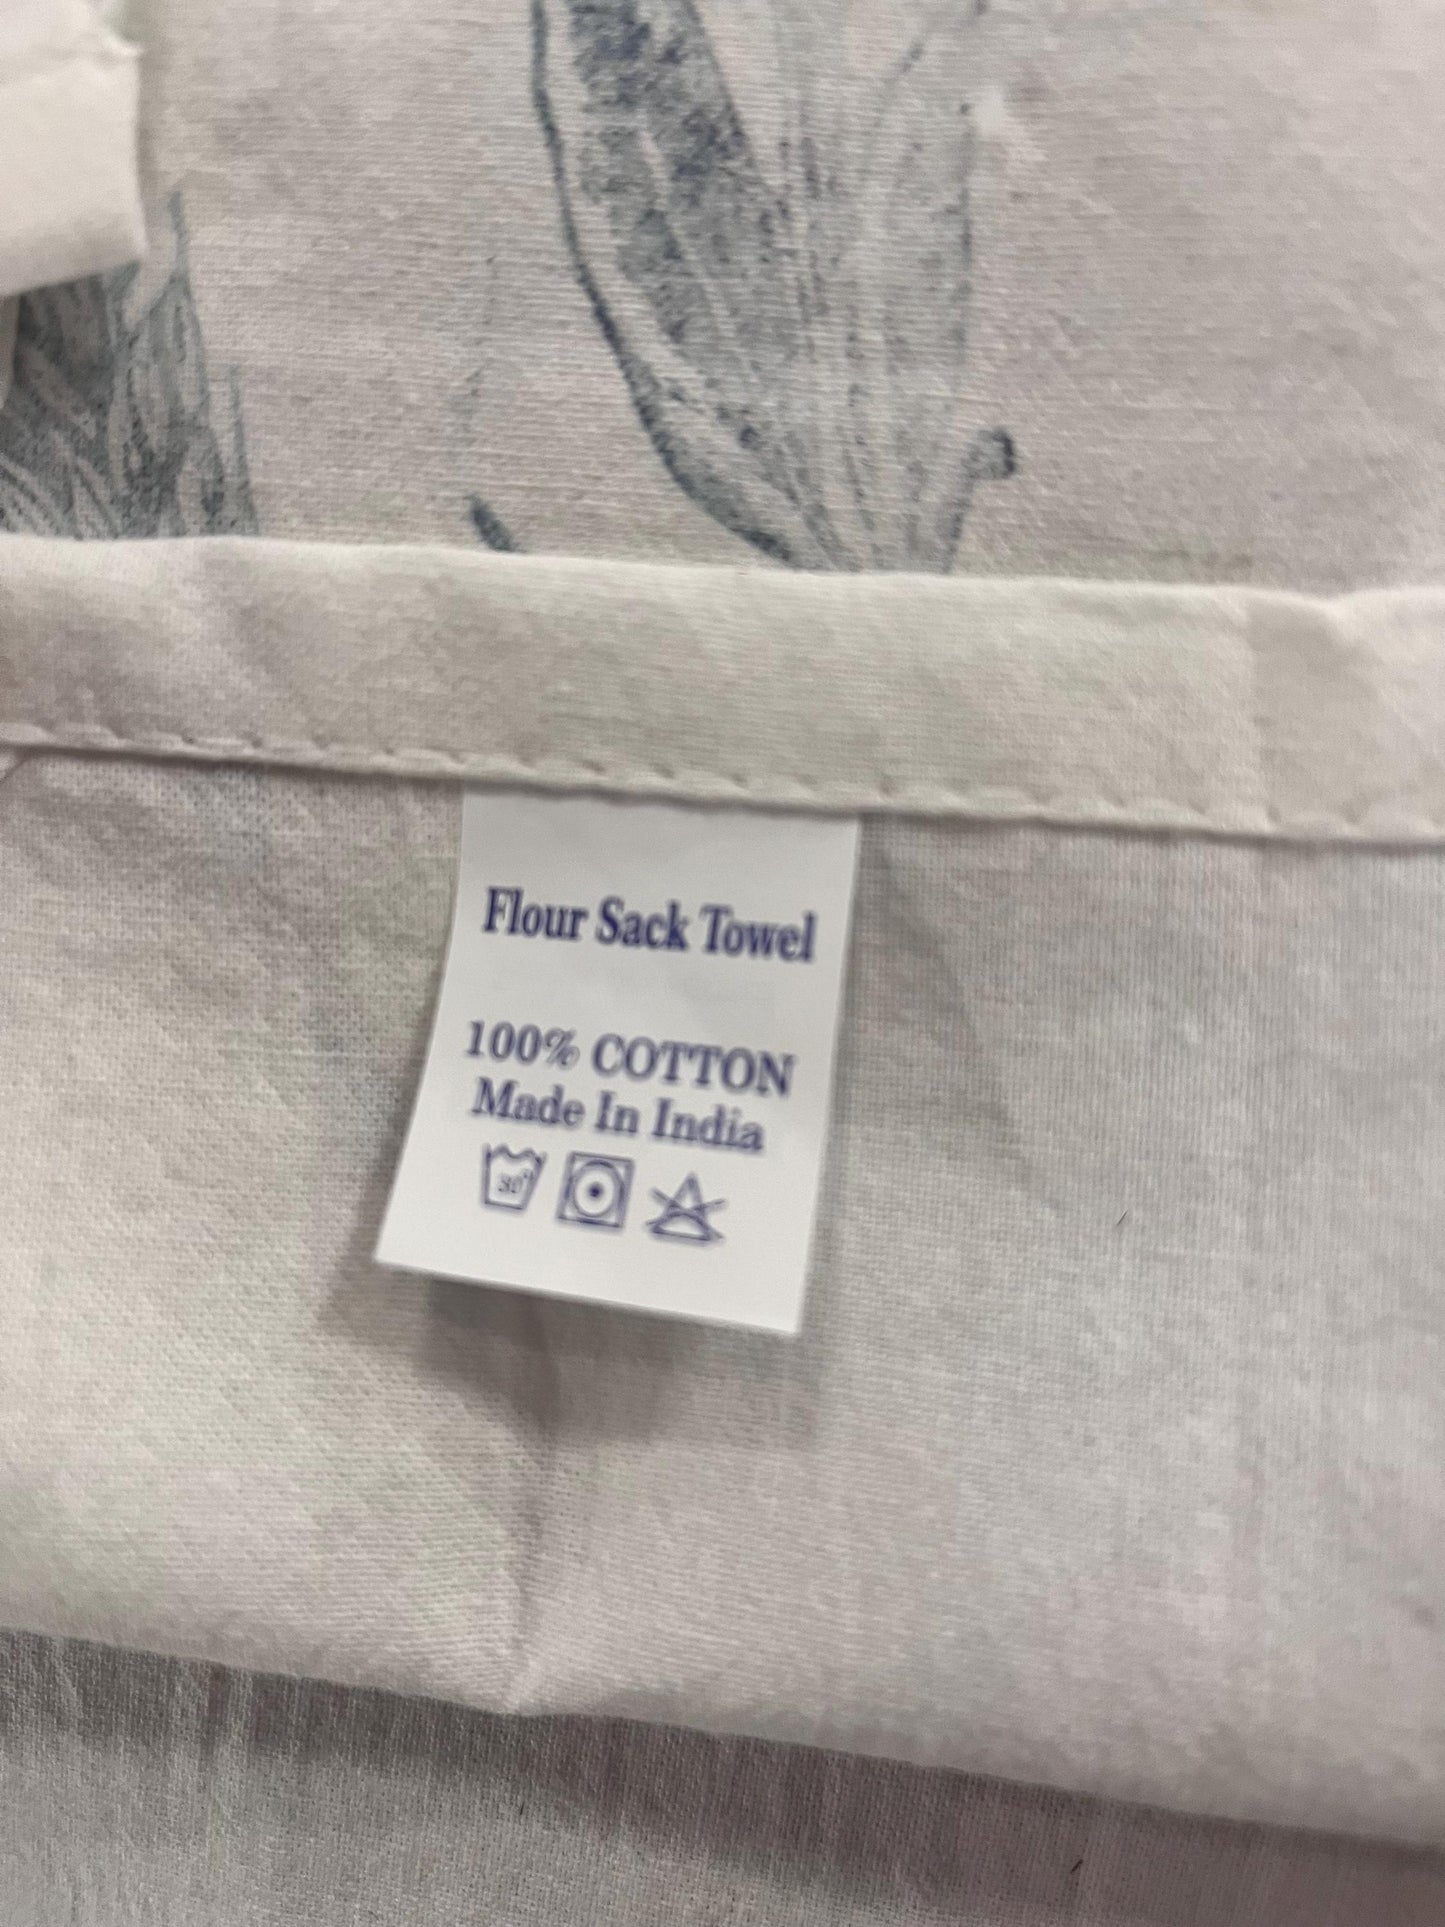 Flour Sack Towel
100% COTTON
Made In India
30°